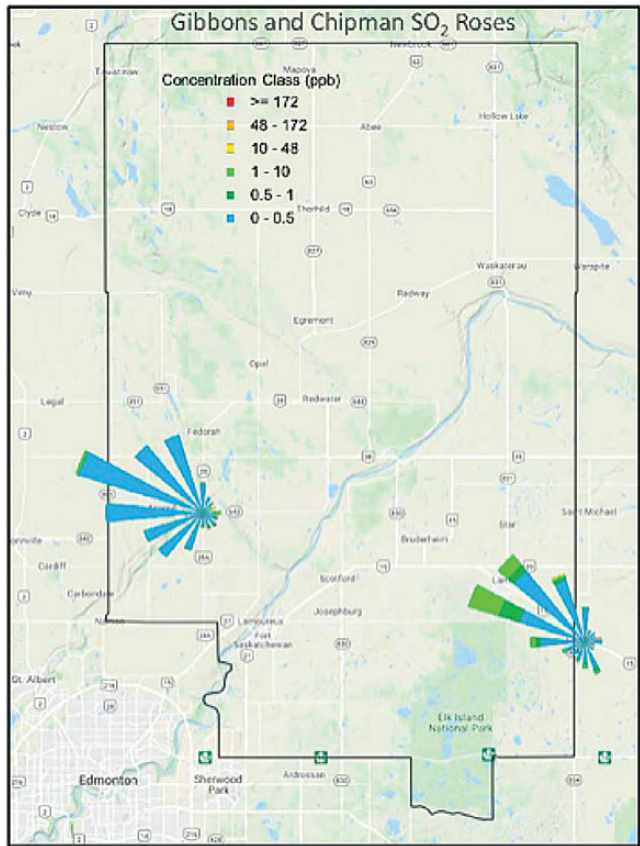 Gibbons and Chipman SO₂ Roses
Newbrook
Tawatinaw
Mapova
Concentration Class (ppb)
>= 172
48 - 172
10 - 48
1 - 10
0.5 - 1
0 - 0.5
Nestow
Abee
Hollow Lake
Clyde
Thorhild
Waskatenau
Warspite
Vimy
Radway
Egremont
Opal
Legal
Redwater
Fedorah
Saint Michael
Star
Bruderheim
Cardiff
Carbondale
Scotford
Josephburg
Lamoureux
Fort
Saskatchewan
St. Albert
Elk Island
National Park
Edmonton
Sherwood
Park
Ardrossan